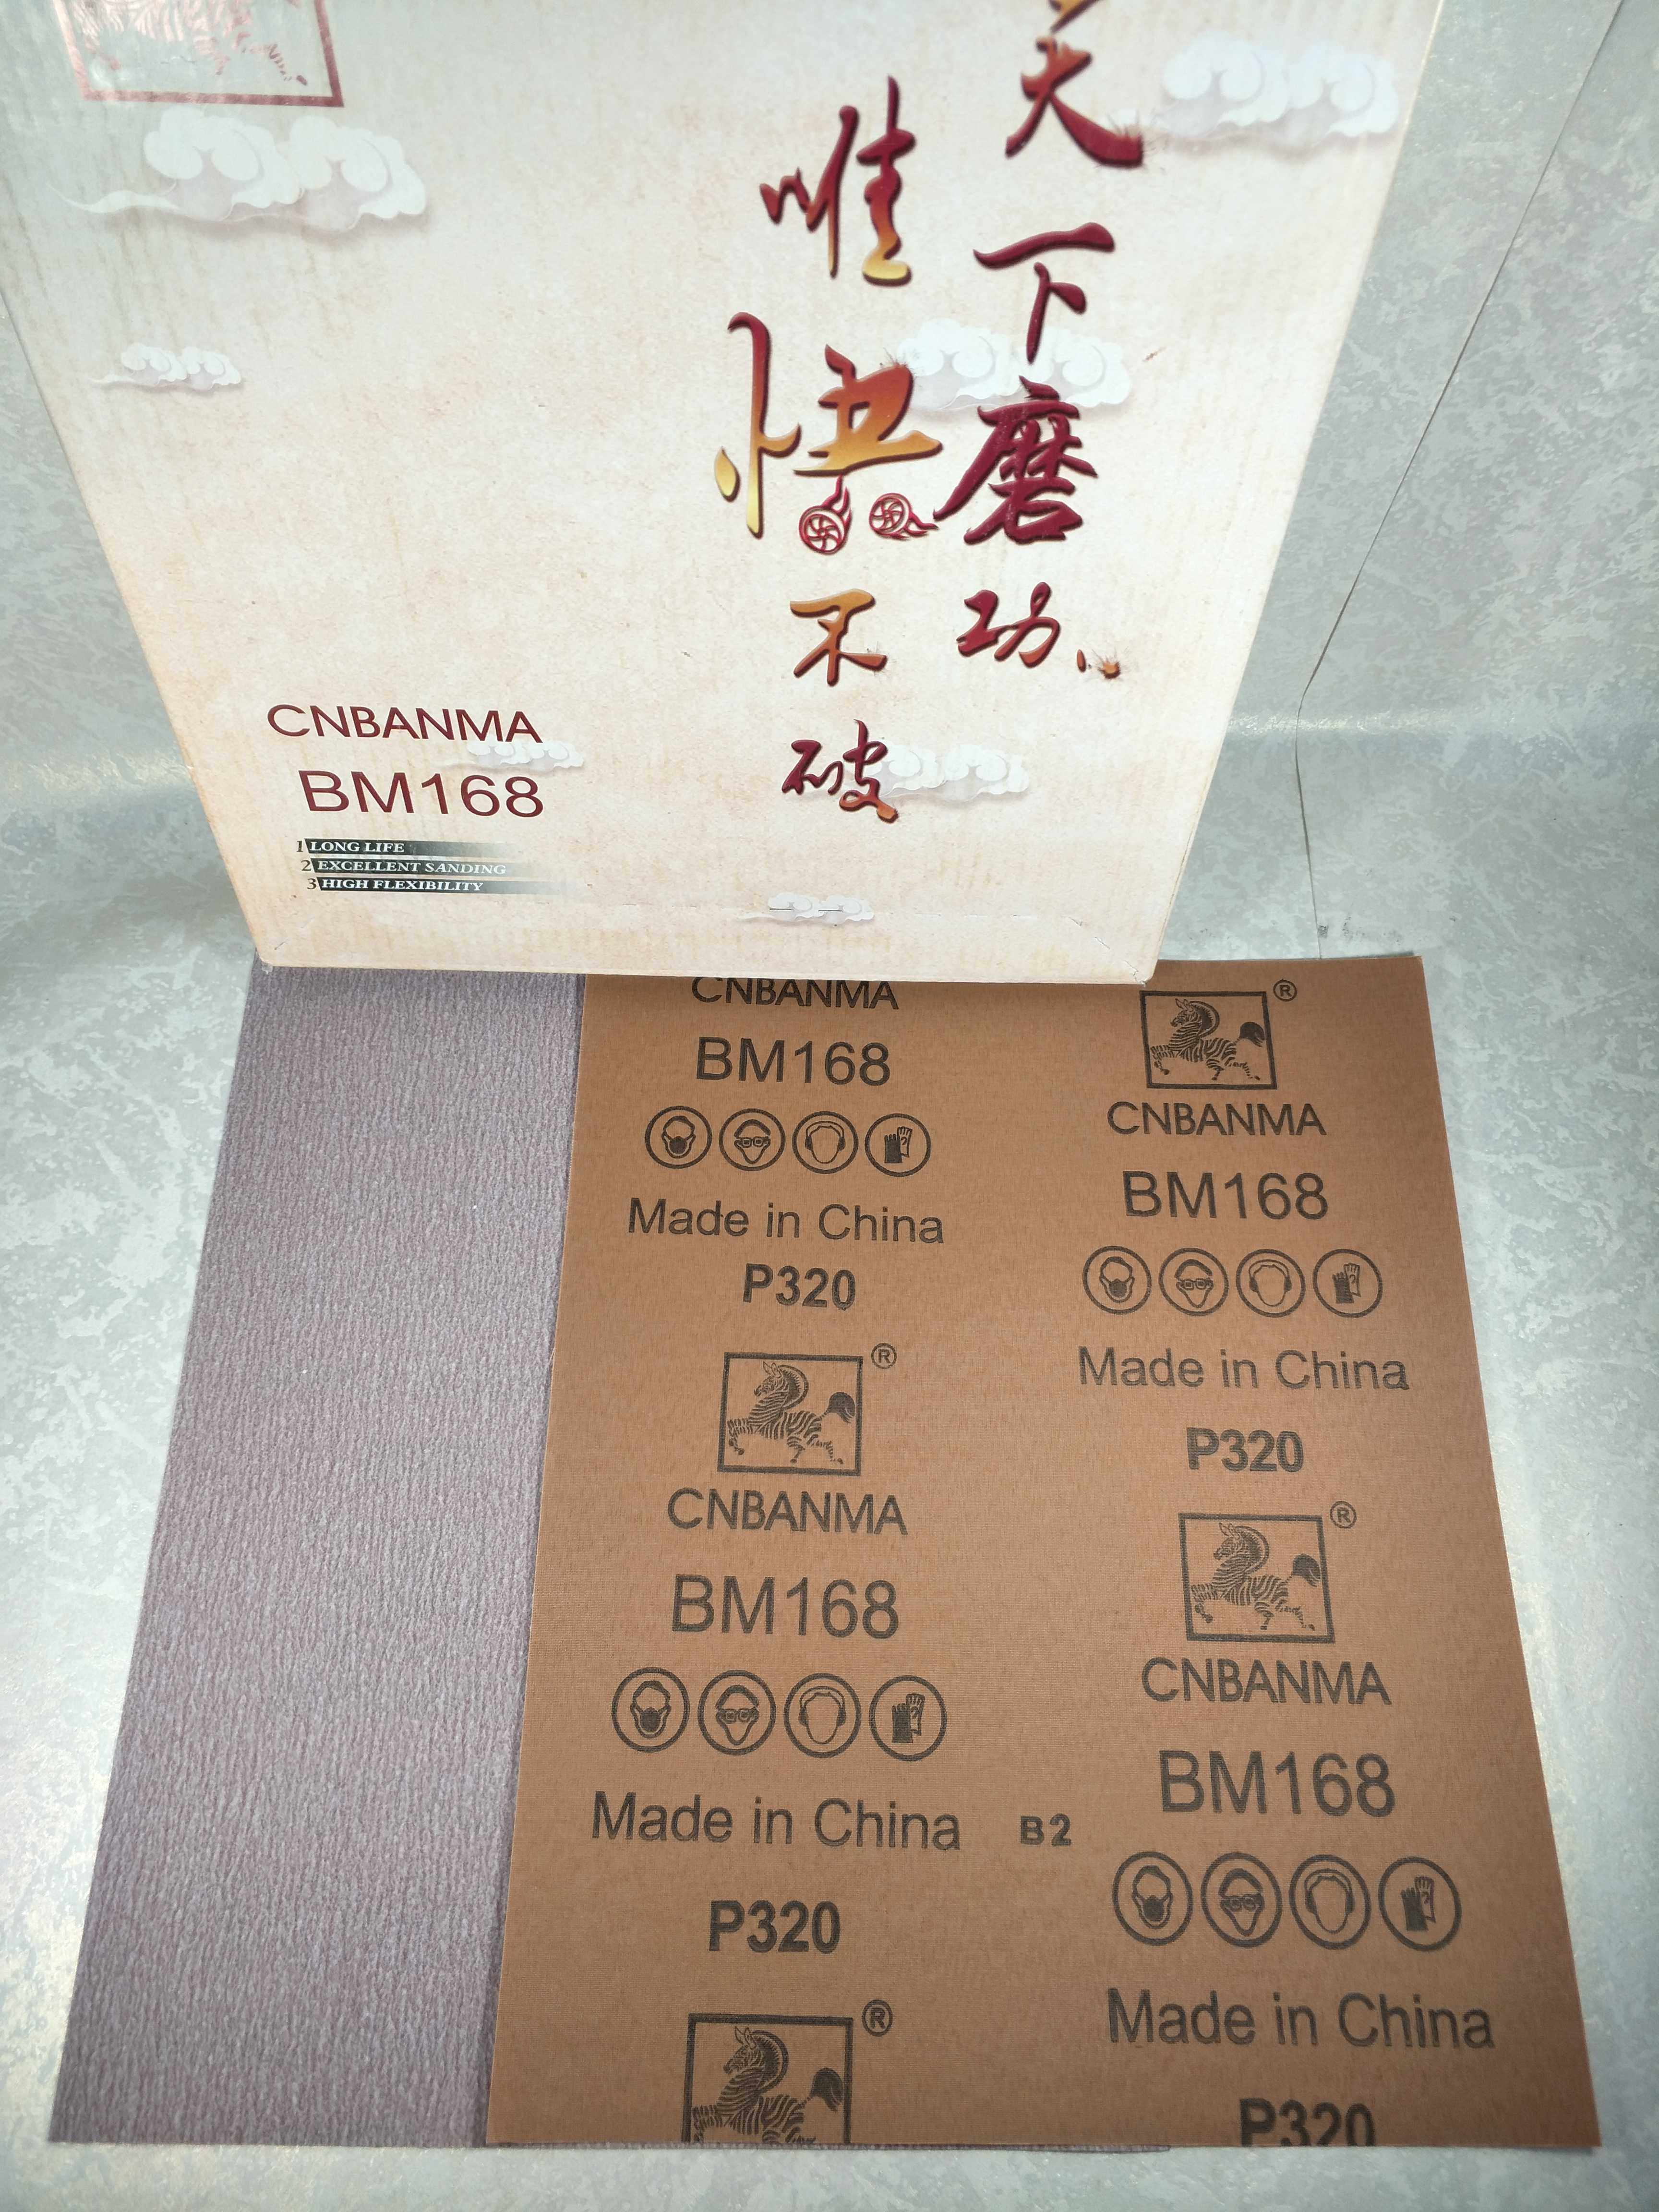 天下磨功
唯快不破
CNBANMA
BM168
1 LONG LIFE
2 EXCELLENT SANDING
3 HIGH FLEXIBILITY
CNBANMA
BM168
Made in China
P320
®
CNBANMA
BM168
Made in China
P320
®
®
CNBANMA
BM168
Made in China
P320
®
CNBANMA
BM168
B2
Made in China
P320